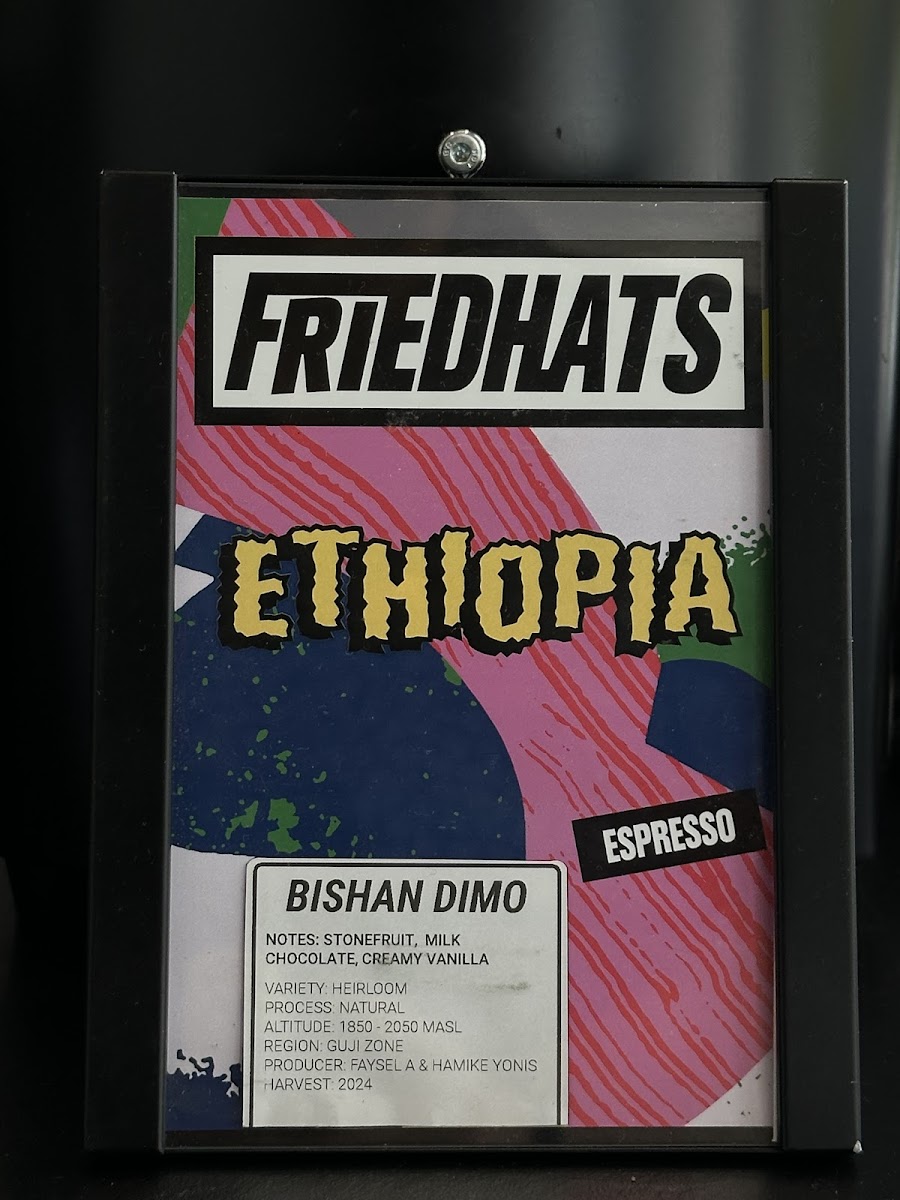 FRIEDHATS
ETHIOPIA
ESPRESSO
BISHAN DIMO
NOTES: STONEFRUIT, MILK
CHOCOLATE, CREAMY VANILLA
VARIETY: HEIRLOOM
PROCESS: NATURAL
ALTITUDE: 1850 - 2050 MASL
REGION: GUJI ZONE
PRODUCER: FAYSEL A & HAMIKE YONIS
HARVEST: 2024